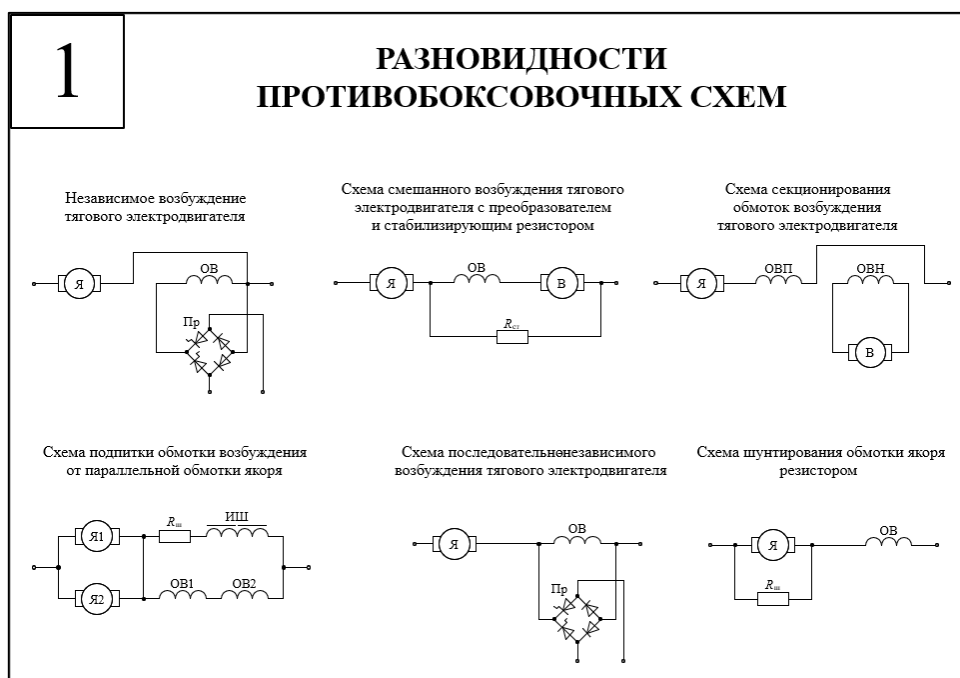 1
РАЗНОВИДНОСТИ
ПРОТИВОБОКСОВОЧНЫХ СХЕМ
Независимое возбуждение
тягового электродвигателя
Я
ОВ
Пр
Схема смешанного возбуждения тягового
электродвигателя с преобразователем
и стабилизирующим резистором
Я
ОВ
В
Rст
Схема секционирования
обмоток возбуждения
тягового электродвигателя
Я
ОВП
ОВН
В
Схема подпитки обмотки возбуждения
от параллельной обмотки якоря
Я1
Rш
ИШ
Я2
ОВ1
ОВ2
Схема последовательнонезависимого
возбуждения тягового электродвигателя
Я
ОВ
Пр
Схема шунтирования обмотки якоря
резистором
Я
ОВ
Rш